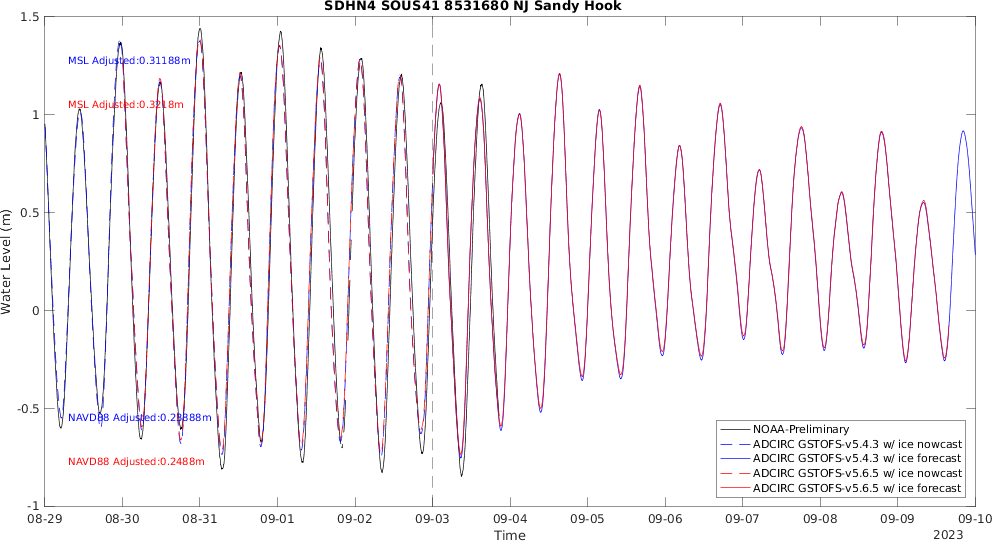 SDHN4 SOUS41 8531680 NJ Sandy Hook
1.5
MSL Adjusted:0.31188m
MSL Adjusted:0.3218m
1
0.5
Water Level (m)
0
-0.5
NAVD88 Adjusted:0.23888m
NAVD88 Adjusted:0.2488m
-1
NOAA-Preliminary
ADCIRC GSTOFS-v5.4.3 w/ ice nowcast
ADCIRC GSTOFS-v5.4.3 w/ ice forecast
ADCIRC GSTOFS-v5.6.5 w/ ice nowcast
ADCIRC GSTOFS-v5.6.5 w/ ice forecast
08-29 08-30 08-31 09-01 09-02 09-03 09-04 09-05 09-06 09-07 09-08 09-09 09-10
Time
2023